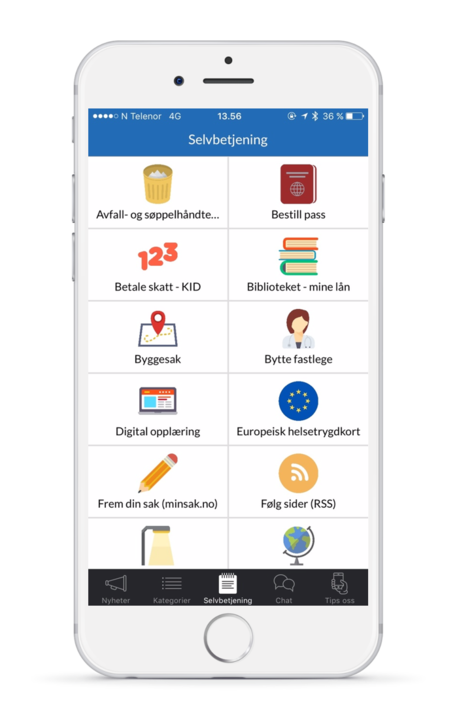 N Telenor 4G 13.56 36 %
Selvbetjening
Avfall- og søppelhåndte... Bestill pass
123
Betale skatt - KID Biblioteket - mine lån
Byggesak Bytte fastlege
Digital opplæring Europeisk helsetrygdkort
Frem din sak (minsak.no) Følg sider (RSS)
Nyheter Kategorier Selvbetjening Chat Tips oss